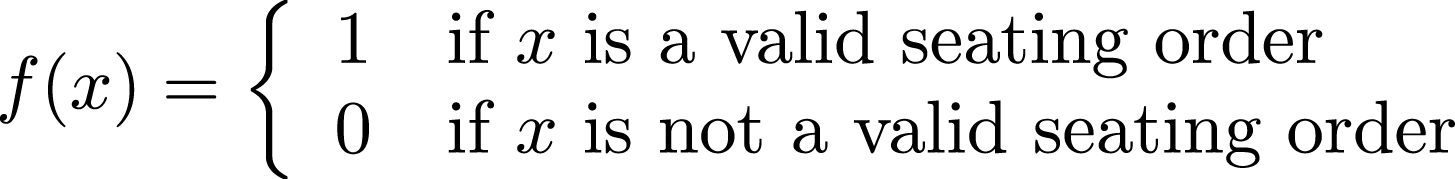 f(x) = { 1 if x is a valid seating order
0 if x is not a valid seating order